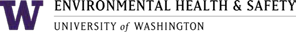 W
ENVIRONMENTAL HEALTH & SAFETY
UNIVERSITY of WASHINGTON